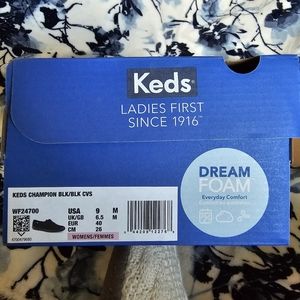 Keds
LADIES FIRST
SINCE 1916™
KEDS CHAMPION BLK/BLK CVS
WF24700
USA 9 M
UK/GB 6.5 M
EUR 40
CM 26
WOMENS/FEMMES
DREAM
FOAM
Everyday Comfort